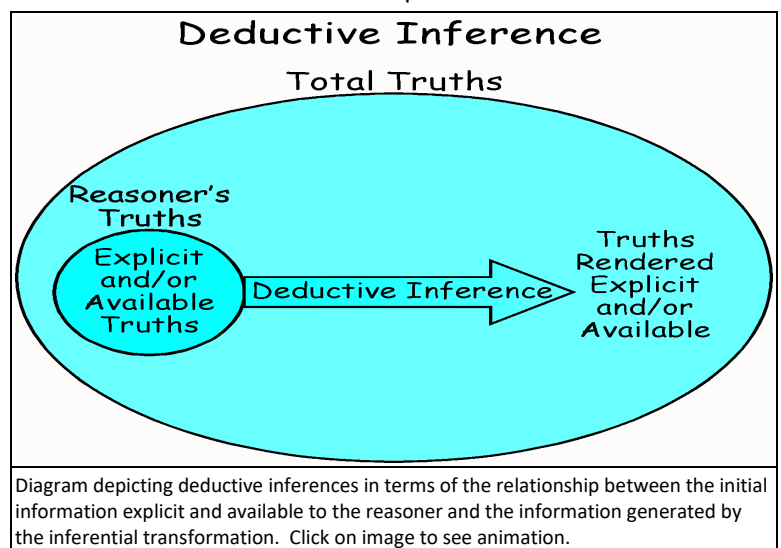 Deductive Inference
Total Truths
Reasoner's
Truths
Explicit
and/or
Available
Truths
Deductive Inference
Truths
Rendered
Explicit
and/or
Available
Diagram depicting deductive inferences in terms of the relationship between the initial
information explicit and available to the reasoner and the information generated by
the inferential transformation.  Click on image to see animation.